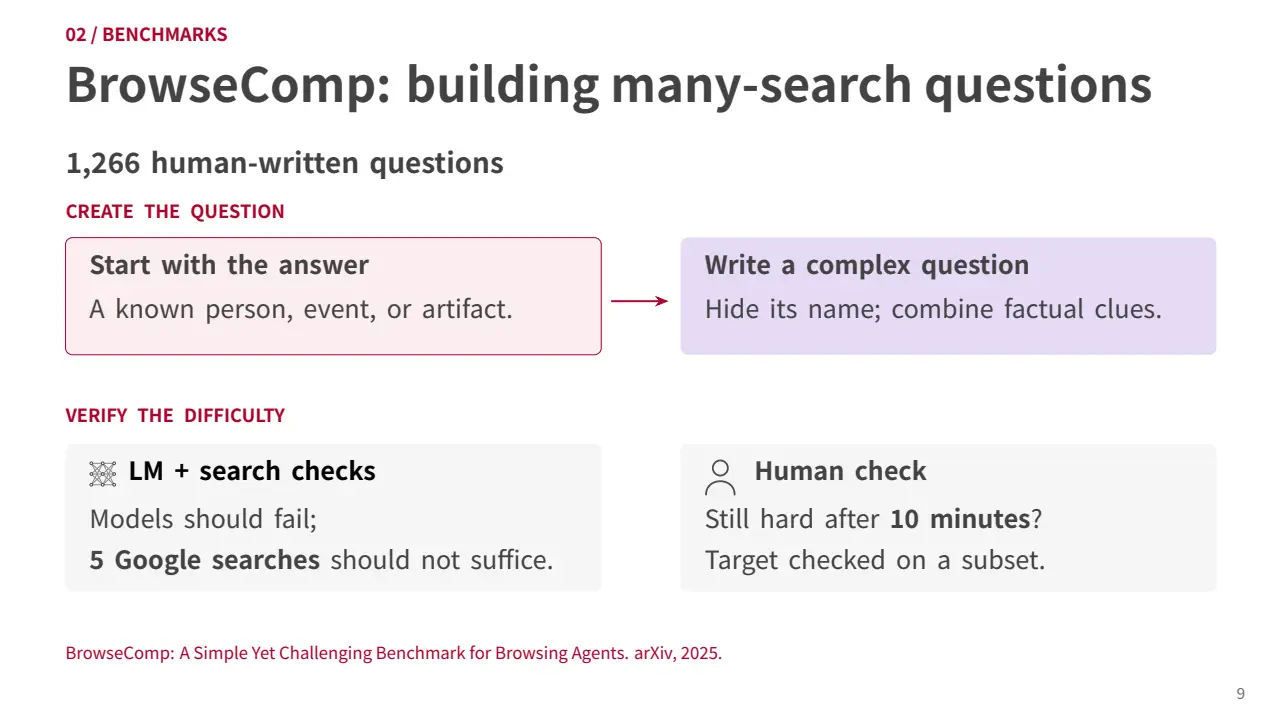 02 / BENCHMARKS
BrowseComp: building many-search questions
1,266 human-written questions
CREATE THE QUESTION
Start with the answer
A known person, event, or artifact.
Write a complex question
Hide its name; combine factual clues.
VERIFY THE DIFFICULTY
LM + search checks
Models should fail;
5 Google searches should not suffice.
Human check
Still hard after 10 minutes?
Target checked on a subset.
BrowseComp: A Simple Yet Challenging Benchmark for Browsing Agents. arXiv, 2025.
9